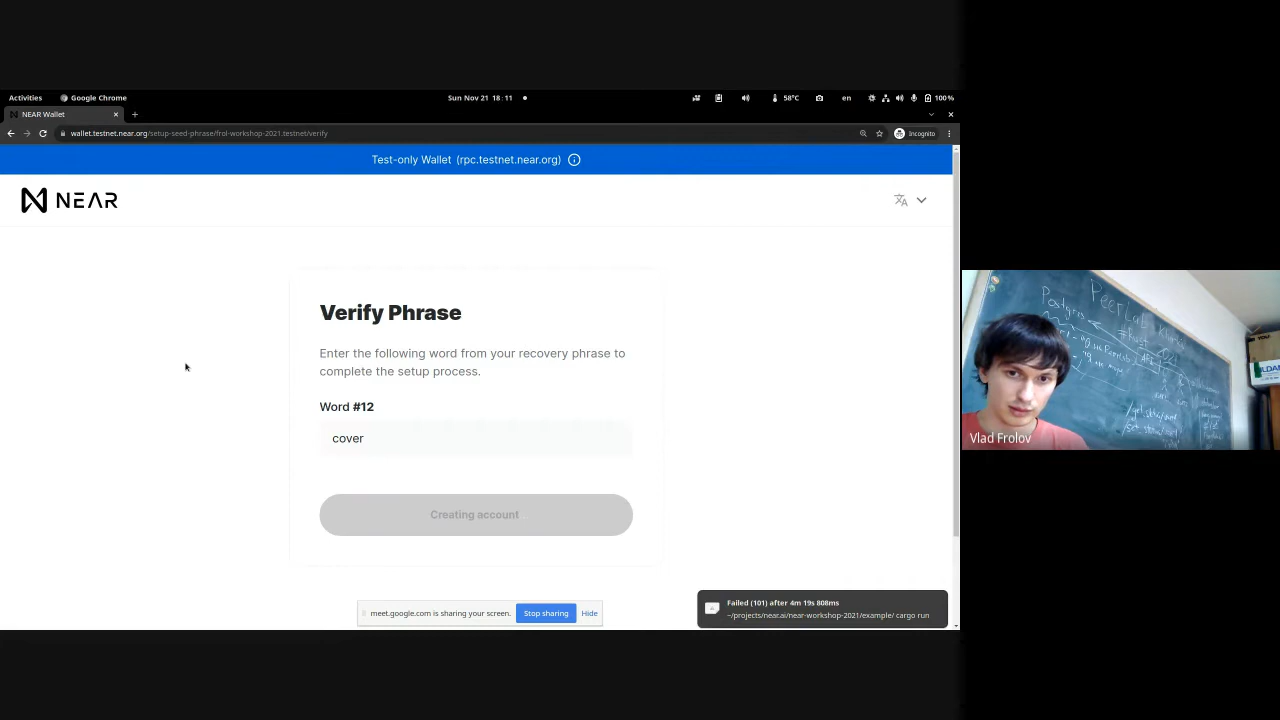 Activities
Google Chrome
Sun Nov 21 18:11
58°C
en
100%
NEAR Wallet
wallet.testnet.near.org/setup-seed-phrase/frol-workshop-2021.testnet/verify
Incognito
Test-only Wallet (rpc.testnet.near.org)
NEAR
Verify Phrase
Enter the following word from your recovery phrase to
complete the setup process.
Word #12
cover
Creating account
meet.google.com is sharing your screen.
Stop sharing
Hide
Failed (101) after 4m 19s 808ms
~/projects/near.ai/near-workshop-2021/example/ cargo run
Postgres
PeerLab
Vlad Frolov